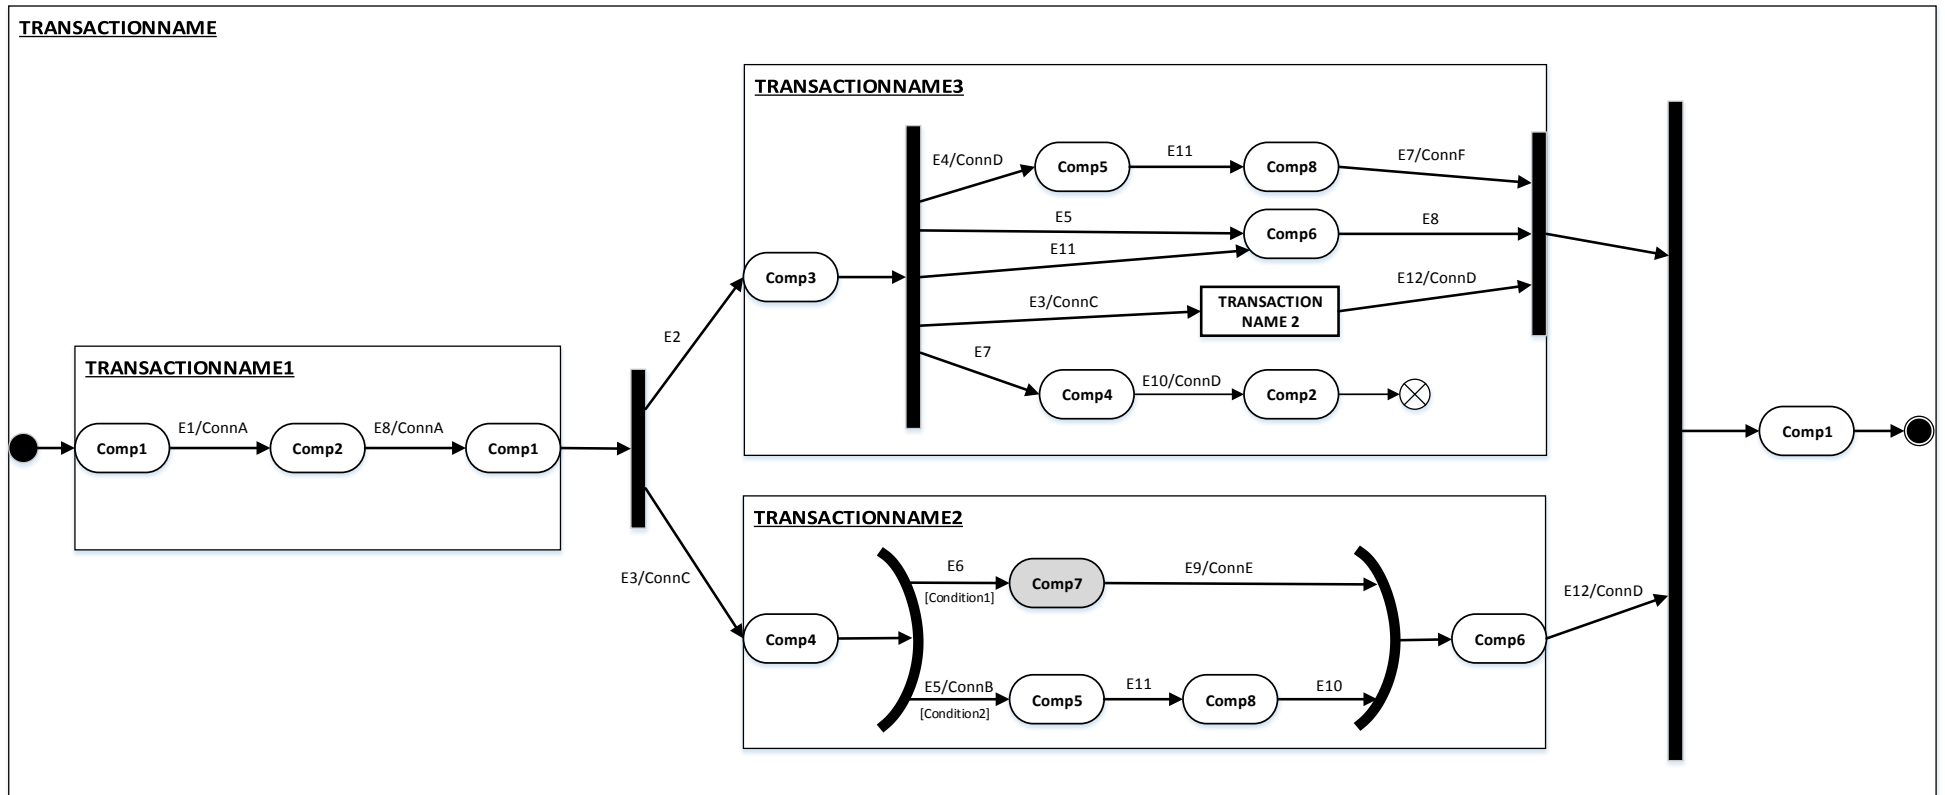 TRANSACTIONNAME
TRANSACTIONNAME3
E4/ConnD
Comp5
E11
Comp8
E7/ConnF
E5
Comp6
E8
E11
Comp3
E3/ConnC
TRANSACTION
NAME 2
E12/ConnD
E2
E7
Comp4
E10/ConnD
Comp2
TRANSACTIONNAME1
Comp1
E1/ConnA
Comp2
E8/ConnA
Comp1
Comp1
TRANSACTIONNAME2
E3/ConnC
Comp4
E6
[Condition1]
Comp7
E9/ConnE
E5/ConnB
[Condition2]
Comp5
E11
Comp8
E10
Comp6
E12/ConnD